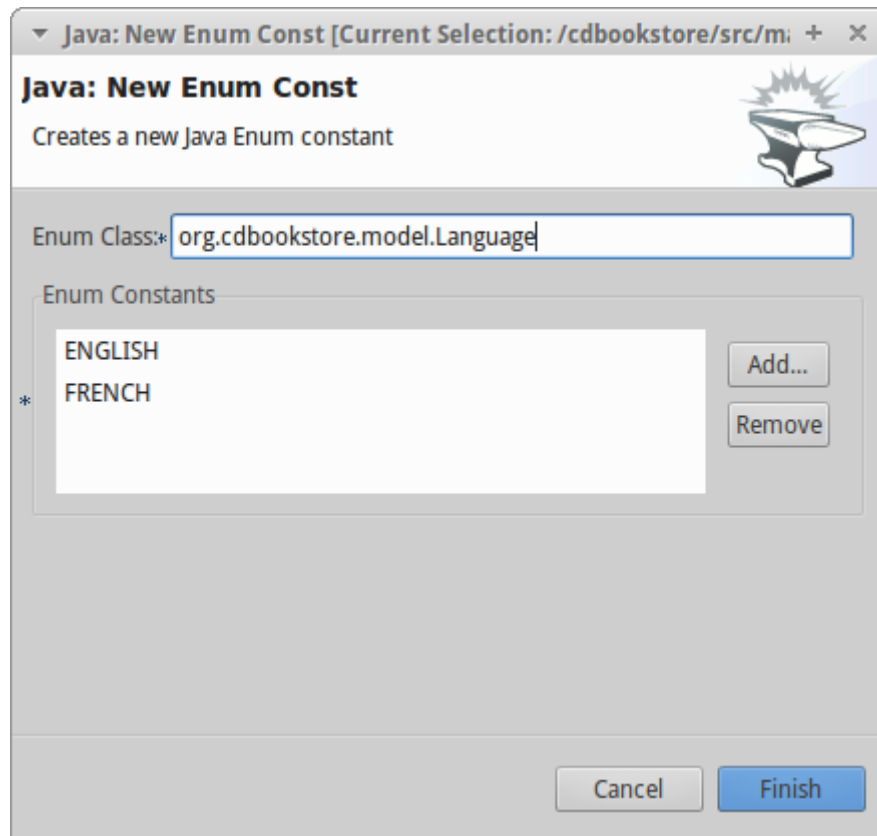 Java: New Enum Const [Current Selection: /cdbookstore/src/m
Java: New Enum Const
Creates a new Java Enum constant
Enum Class:* org.cdbookstore.model.Language
Enum Constants
ENGLISH
FRENCH
*
Add...
Remove
Cancel
Finish